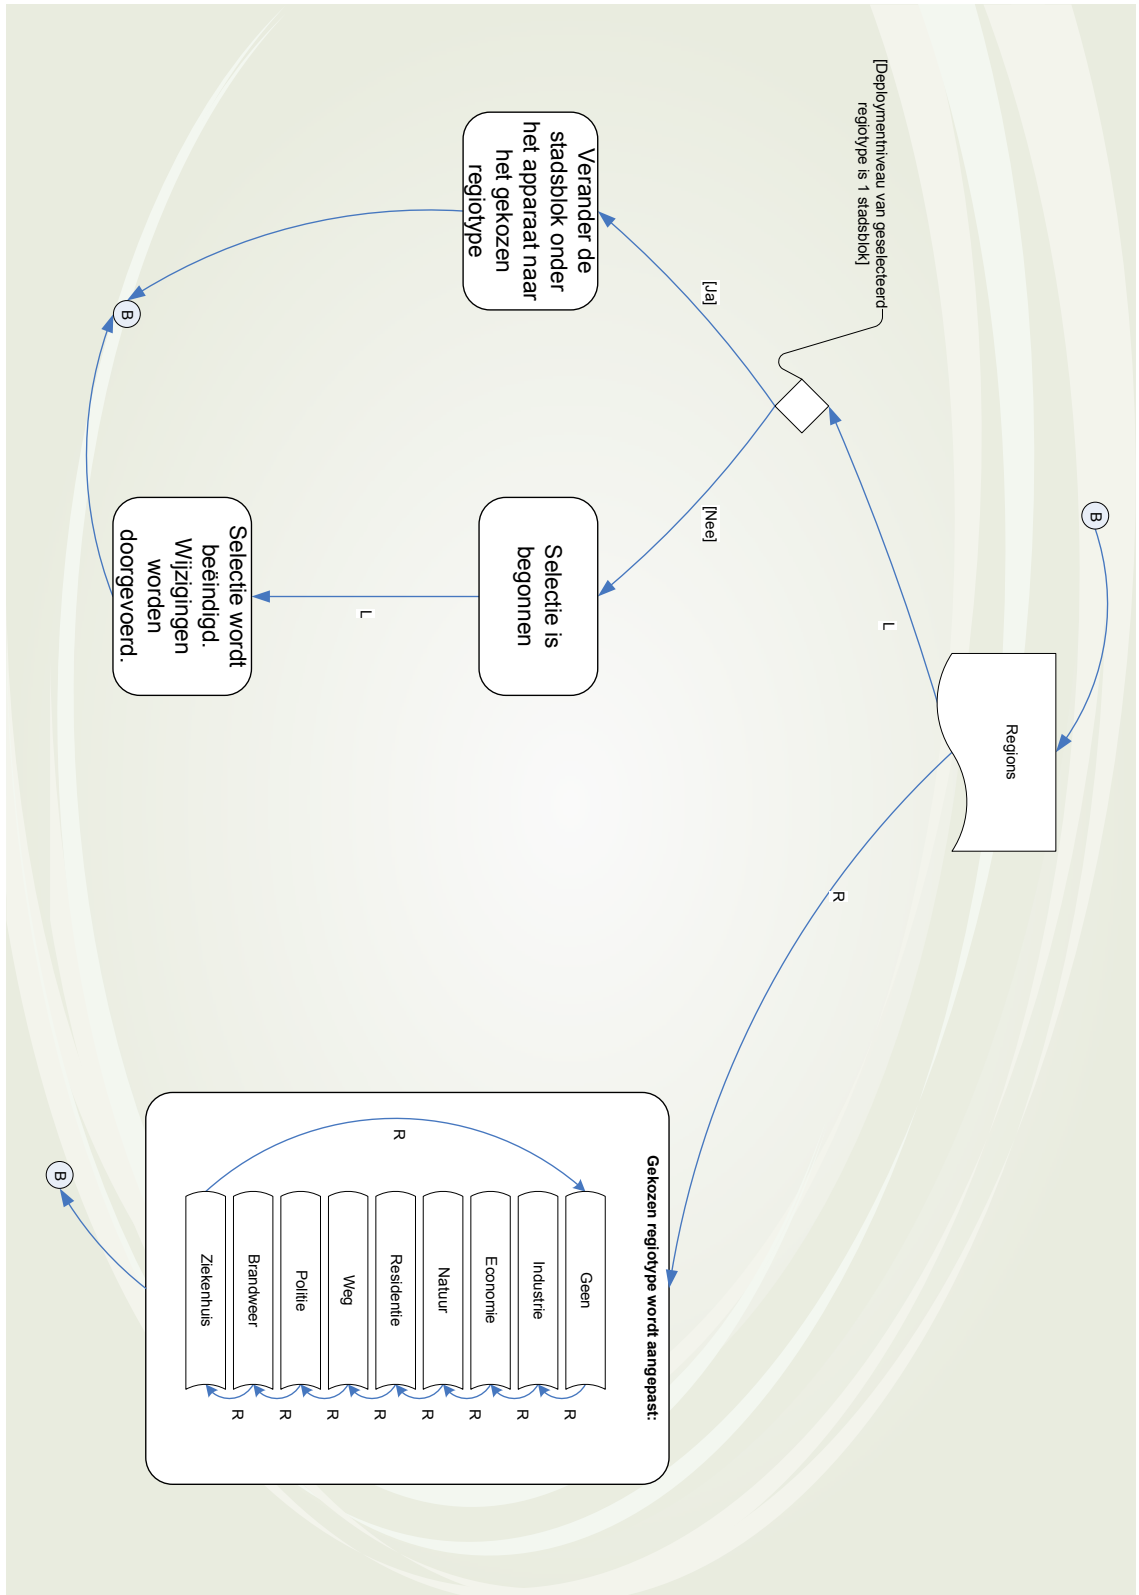 B
Regions
L
R
[Deploymentniveau van geselecteerd
regiotype is 1 stadsblok]
[Ja]
[Nee]
Verander de
stadsblok onder
het apparaat naar
het gekozen
regiotype
Selectie is
begonnen
L
Selectie wordt
beëindigd.
Wijzigingen
worden
doorgevoerd.
B
Gekozen regiotype wordt aangepast:
Geen
R
Industrie
R
Economie
R
Natuur
R
Residentie
R
Weg
R
Politie
R
Brandweer
R
Ziekenhuis
R
B